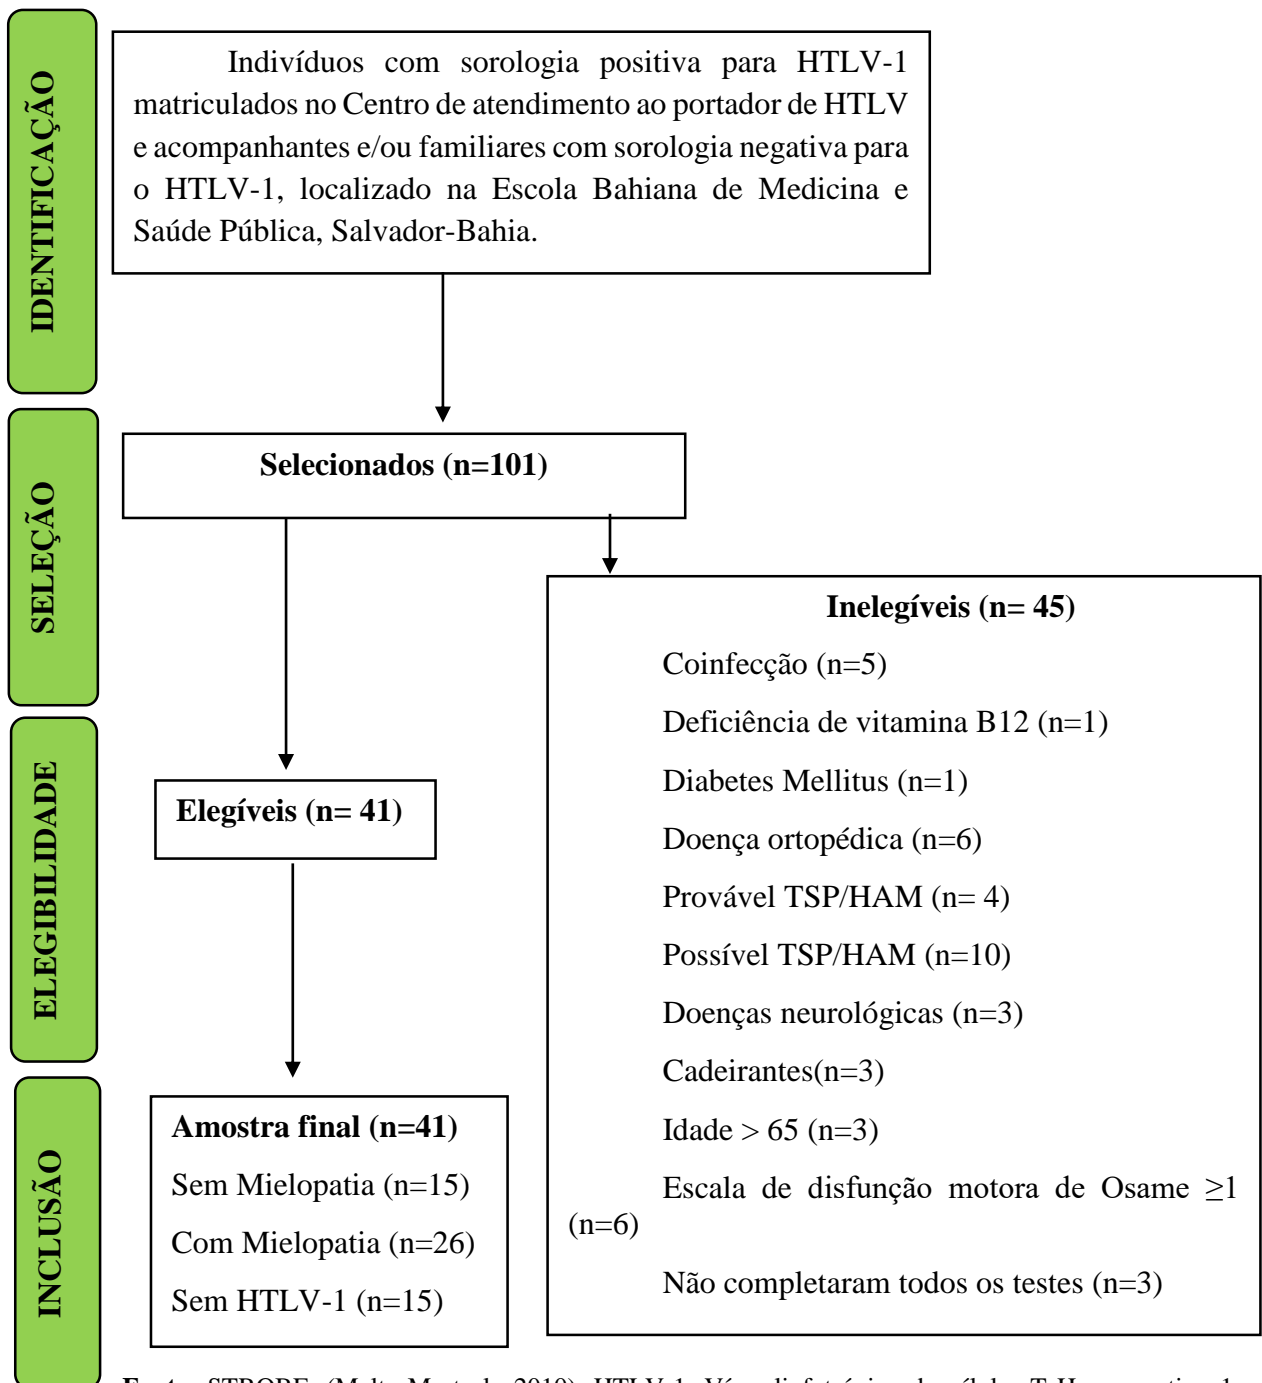 IDENTIFICAÇÃO
Indivíduos com sorologia positiva para HTLV-1
matriculados no Centro de atendimento ao portador de HTLV
e acompanhantes e/ou familiares com sorologia negativa para
o HTLV-1, localizado na Escola Bahiana de Medicina e
Saúde Pública, Salvador-Bahia.
SELEÇÃO
Selecionados (n=101)
Inelegíveis (n= 45)
Coinfecção (n=5)
Deficiência de vitamina B12 (n=1)
Diabetes Mellitus (n=1)
Doença ortopédica (n=6)
Provável TSP/HAM (n= 4)
Possível TSP/HAM (n=10)
Doenças neurológicas (n=3)
Cadeirantes(n=3)
Idade > 65 (n=3)
Escala de disfunção motora de Osame ≥1
(n=6)
Não completaram todos os testes (n=3)
ELEGIBILIDADE
Elegíveis (n= 41)
INCLUSÃO
Amostra final (n=41)
Sem Mielopatia (n=15)
Com Mielopatia (n=26)
Sem HTLV-1 (n=15)